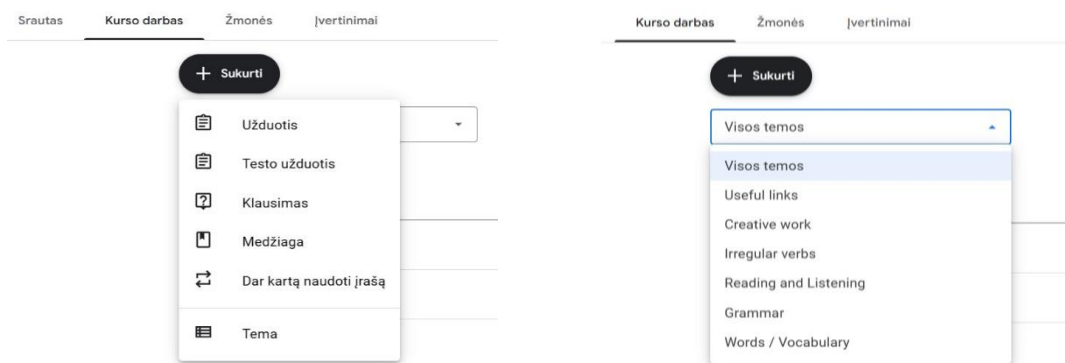 Srautas Kurso darbas Žmonės Įvertinimai
+ Sukurti
Užduotis
Testo užduotis
Klausimas
Medžiaga
Dar kartą naudoti įrašą
Tema
Kurso darbas Žmonės Įvertinimai
+ Sukurti
Visos temos
Visos temos
Useful links
Creative work
Irregular verbs
Reading and Listening
Grammar
Words / Vocabulary